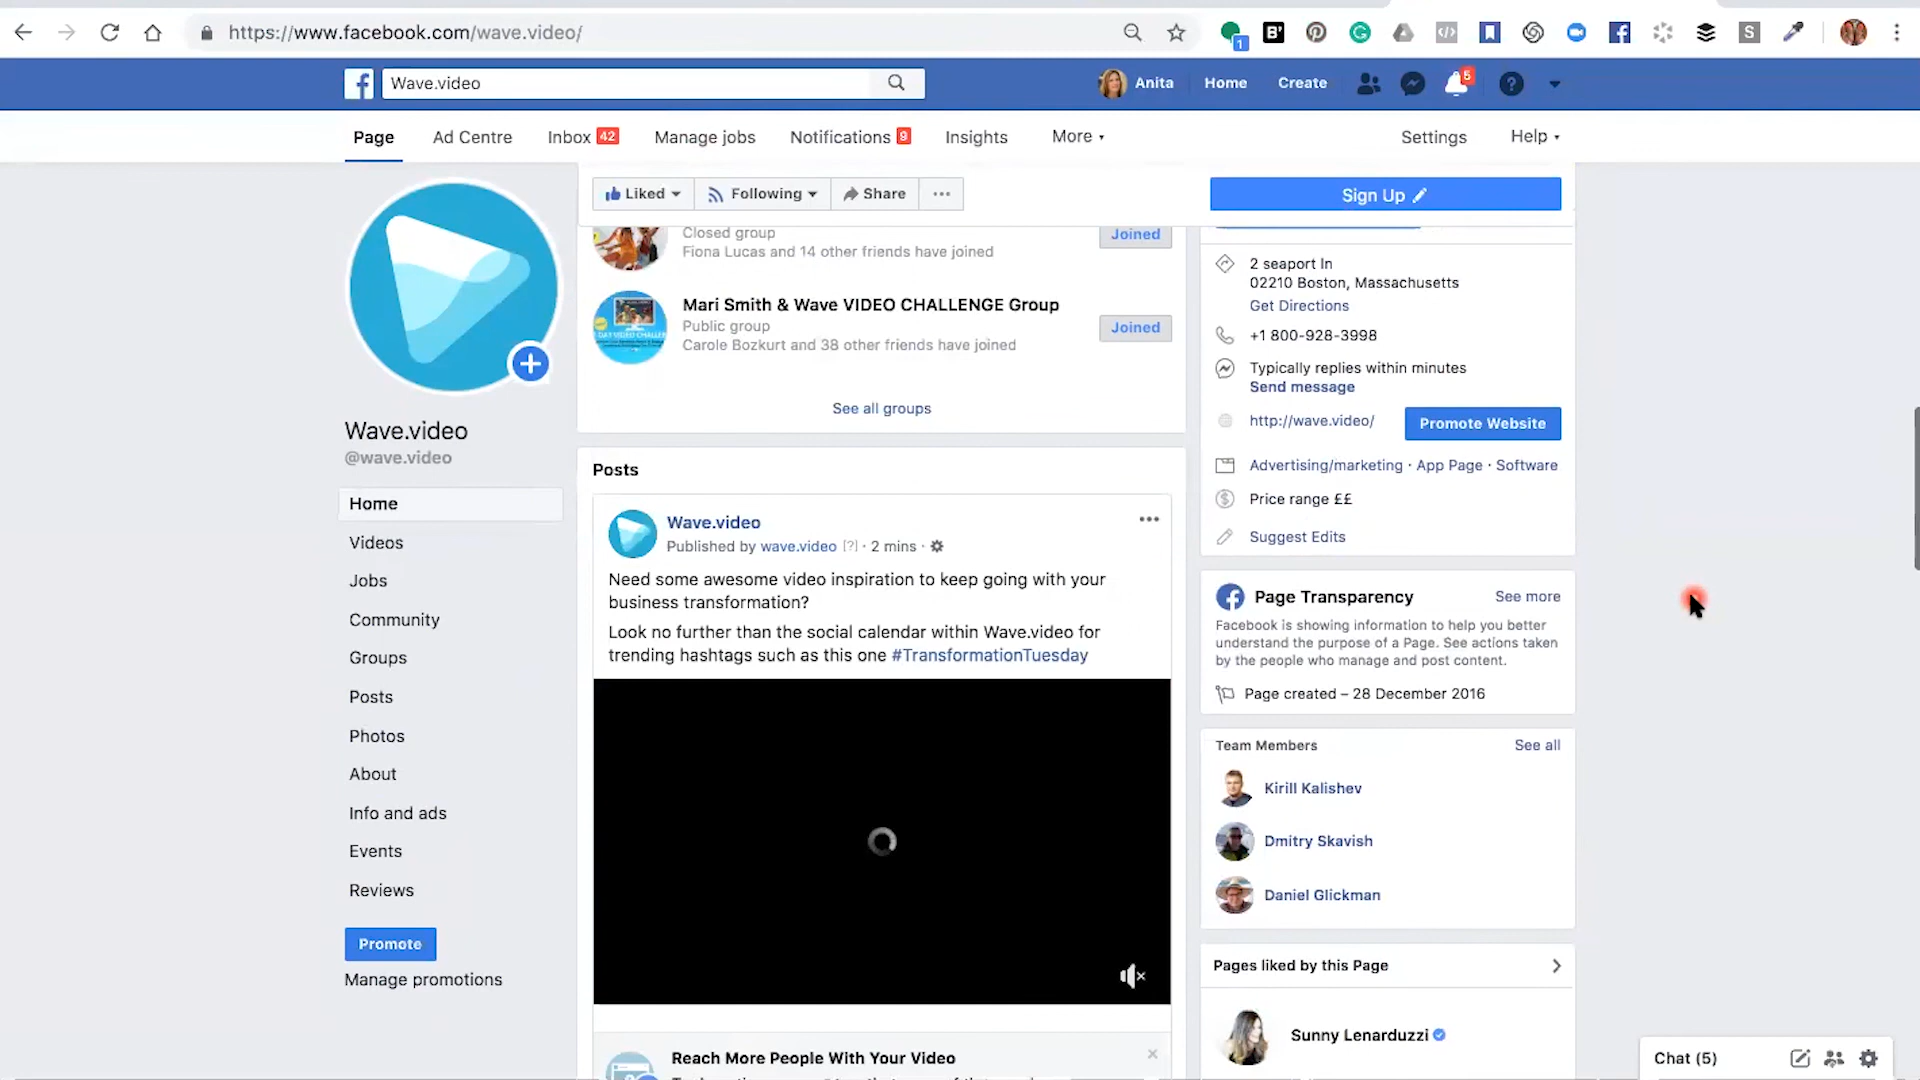 https://www.facebook.com/wave.video/
1
B'
S
Wave.video
Anita
Home
Create
5
Page
Ad Centre
Inbox 42
Manage jobs
Notifications 9
Insights
More
Settings
Help
Liked
Following
Share
Sign Up
Closed group
Fiona Lucas and 14 other friends have joined
Joined
Mari Smith & Wave VIDEO CHALLENGE Group
Public group
Carole Bozkurt and 38 other friends have joined
Joined
See all groups
Wave.video
@wave.video
Home
Videos
Jobs
Community
Groups
Posts
Photos
About
Info and ads
Events
Reviews
Promote
Manage promotions
Posts
Wave.video
Published by wave.video [?] · 2 mins ·
Need some awesome video inspiration to keep going with your
business transformation?
Look no further than the social calendar within Wave.video for
trending hashtags such as this one #TransformationTuesday
Reach More People With Your Video
2 seaport ln
02210 Boston, Massachusetts
Get Directions
+1 800-928-3998
Typically replies within minutes
Send message
http://wave.video/
Promote Website
Advertising/marketing · App Page · Software
Price range ££
Suggest Edits
Page Transparency
See more
Facebook is showing information to help you better
understand the purpose of a Page. See actions taken
by the people who manage and post content.
Page created – 28 December 2016
Team Members
See all
Kirill Kalishev
Dmitry Skavish
Daniel Glickman
Pages liked by this Page
Sunny Lenarduzzi
Chat (5)